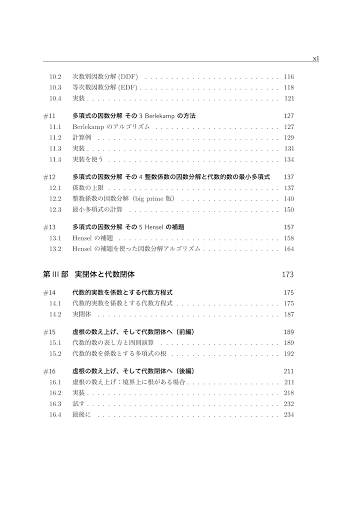 xi
10.2 次数別因数分解 (DDF) . . . . . . . . . . . . . . . . . . . . . . . . . . 116
10.3 等次数因数分解 (EDF) . . . . . . . . . . . . . . . . . . . . . . . . . . 118
10.4 実装 . . . . . . . . . . . . . . . . . . . . . . . . . . . . . . . . . . . . 121
#11 多項式の因数分解 その 3 Berlekamp の方法 127
11.1 Berlekamp のアルゴリズム . . . . . . . . . . . . . . . . . . . . . . . . 127
11.2 計算例 . . . . . . . . . . . . . . . . . . . . . . . . . . . . . . . . . . . 129
11.3 実装 . . . . . . . . . . . . . . . . . . . . . . . . . . . . . . . . . . . . 131
11.4 実装を使う . . . . . . . . . . . . . . . . . . . . . . . . . . . . . . . . . 134
#12 多項式の因数分解 その 4 整数係数の因数分解と代数的数の最小多項式 137
12.1 係数の上限 . . . . . . . . . . . . . . . . . . . . . . . . . . . . . . . . . 137
12.2 整数係数の因数分解（big prime 版） . . . . . . . . . . . . . . . . . . . 140
12.3 最小多項式の計算 . . . . . . . . . . . . . . . . . . . . . . . . . . . . . 150
#13 多項式の因数分解 その 5 Hensel の補題 157
13.1 Hensel の補題 . . . . . . . . . . . . . . . . . . . . . . . . . . . . . . . 158
13.2 Hensel の補題を使った因数分解アルゴリズム . . . . . . . . . . . . . . . 164
第 III 部 実閉体と代数閉体 173
#14 代数的実数を係数とする代数方程式 175
14.1 代数的実数を係数とする代数方程式 . . . . . . . . . . . . . . . . . . . . 175
14.2 実閉体 . . . . . . . . . . . . . . . . . . . . . . . . . . . . . . . . . . . 187
#15 虚根の数え上げ、そして代数閉体へ（前編） 189
15.1 代数的数の表し方と四則演算 . . . . . . . . . . . . . . . . . . . . . . . 189
15.2 代数的数を係数とする多項式の根 . . . . . . . . . . . . . . . . . . . . . 192
#16 虚根の数え上げ、そして代数閉体へ（後編） 211
16.1 虚根の数え上げ：境界上に根がある場合 . . . . . . . . . . . . . . . . . . 211
16.2 実装 . . . . . . . . . . . . . . . . . . . . . . . . . . . . . . . . . . . . 218
16.3 試す . . . . . . . . . . . . . . . . . . . . . . . . . . . . . . . . . . . . 232
16.4 最後に . . . . . . . . . . . . . . . . . . . . . . . . . . . . . . . . . . . 234